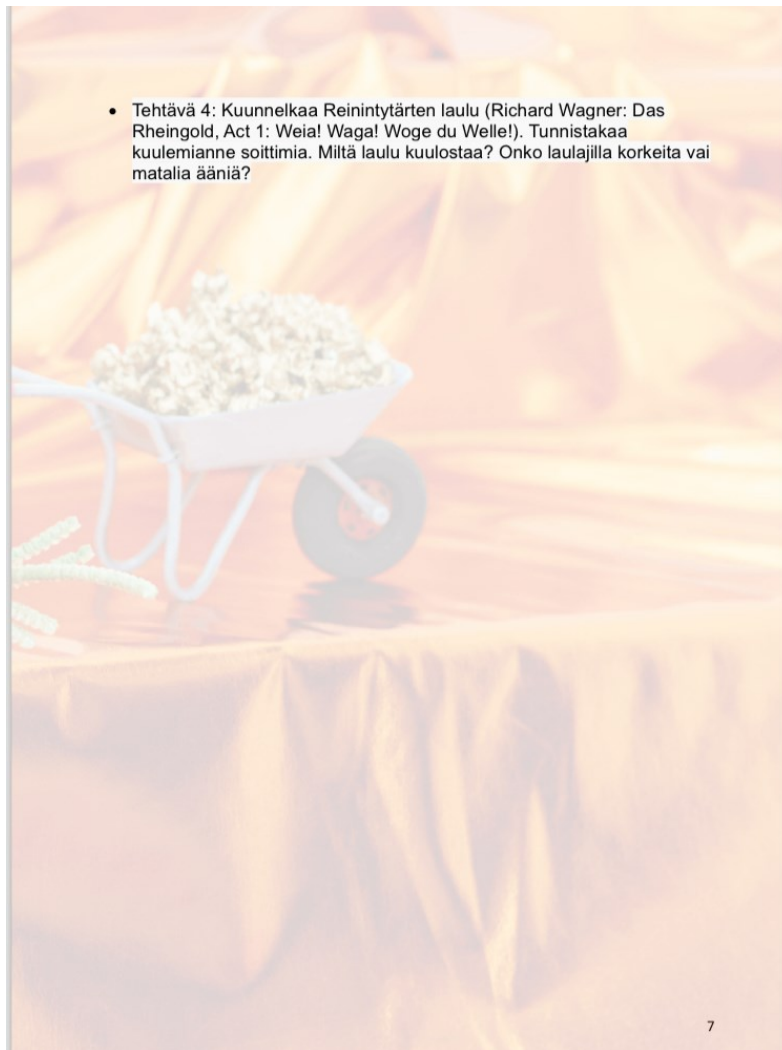 • Tehtävä 4: Kuunnelkaa Reinintytärten laulu (Richard Wagner: Das
Rheingold, Act 1: Weia! Waga! Woge du Welle!). Tunnistakaa
kuulemianne soittimia. Miltä laulu kuulostaa? Onko laulajilla korkeita vai
matalia ääniä?
7